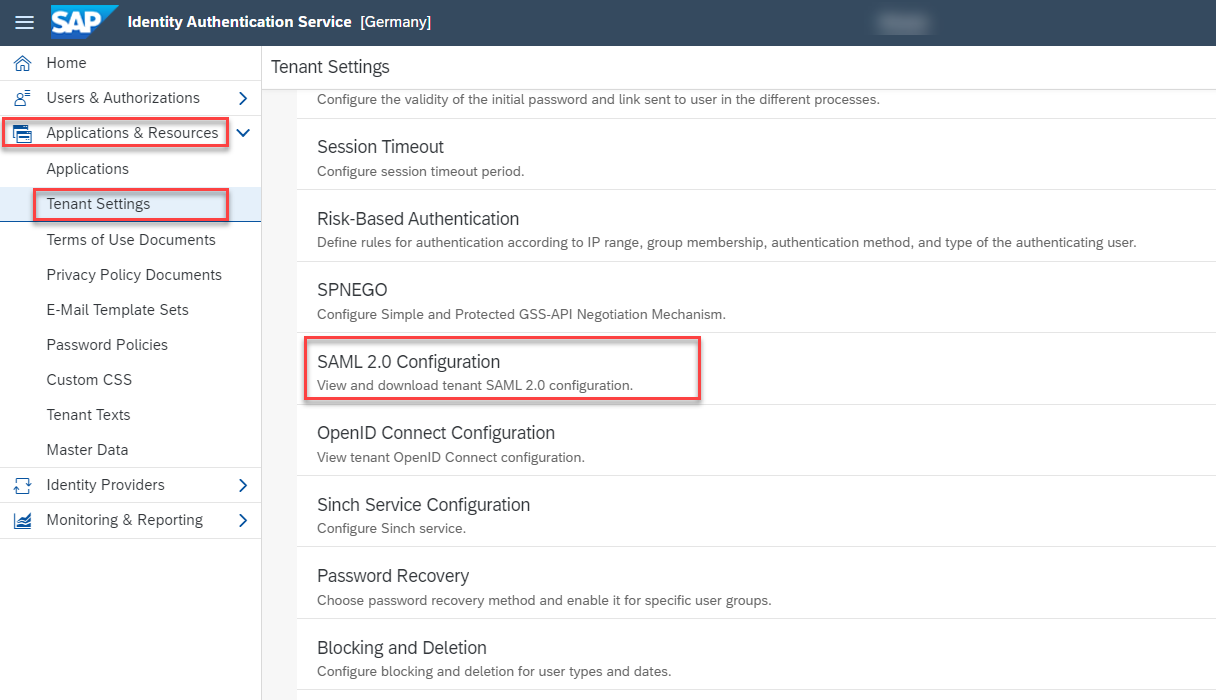 SAP Identity Authentication Service [Germany]
Home
Users & Authorizations
Applications & Resources
Applications
Tenant Settings
Terms of Use Documents
Privacy Policy Documents
E-Mail Template Sets
Password Policies
Custom CSS
Tenant Texts
Master Data
Identity Providers
Monitoring & Reporting
Tenant Settings
Configure the validity of the initial password and link sent to user in the different processes.
Session Timeout
Configure session timeout period.
Risk-Based Authentication
Define rules for authentication according to IP range, group membership, authentication method, and type of the authenticating user.
SPNEGO
Configure Simple and Protected GSS-API Negotiation Mechanism.
SAML 2.0 Configuration
View and download tenant SAML 2.0 configuration.
OpenID Connect Configuration
View tenant OpenID Connect configuration.
Sinch Service Configuration
Configure Sinch service.
Password Recovery
Choose password recovery method and enable it for specific user groups.
Blocking and Deletion
Configure blocking and deletion for user types and dates.